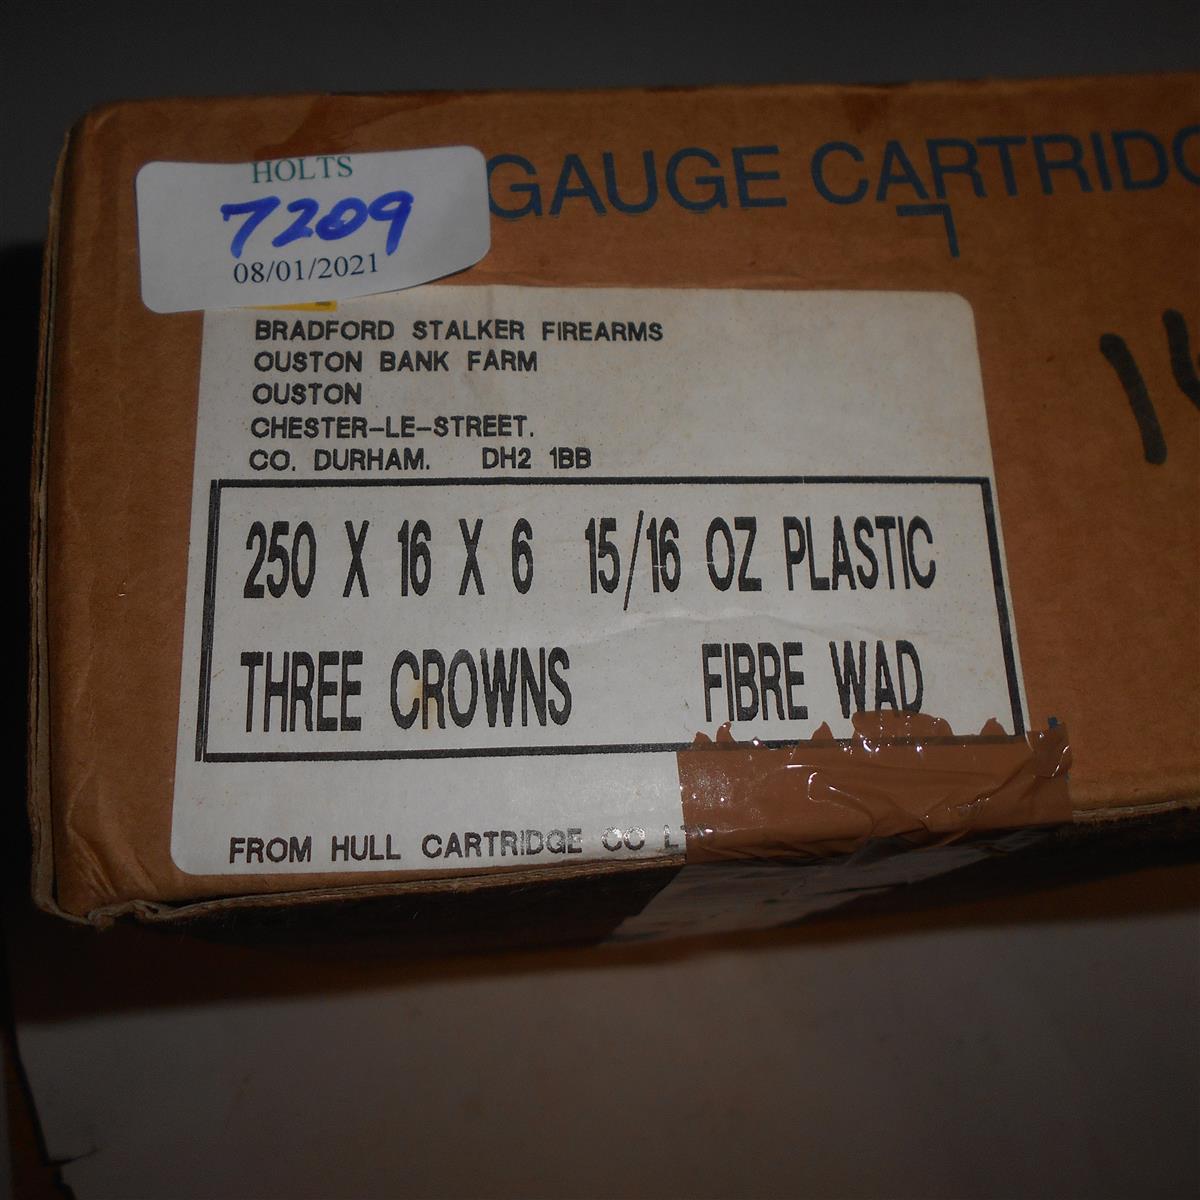 HOLTS
7209
08/01/2021
GAUGE CARTRIDG
BRADFORD STALKER FIREARMS
OUSTON BANK FARM
OUSTON
CHESTER-LE-STREET.
CO. DURHAM. DH2 1BB
250 X 16 X 6 15/16 OZ PLASTIC
THREE CROWNS FIBRE WAD
FROM HULL CARTRIDGE CO L